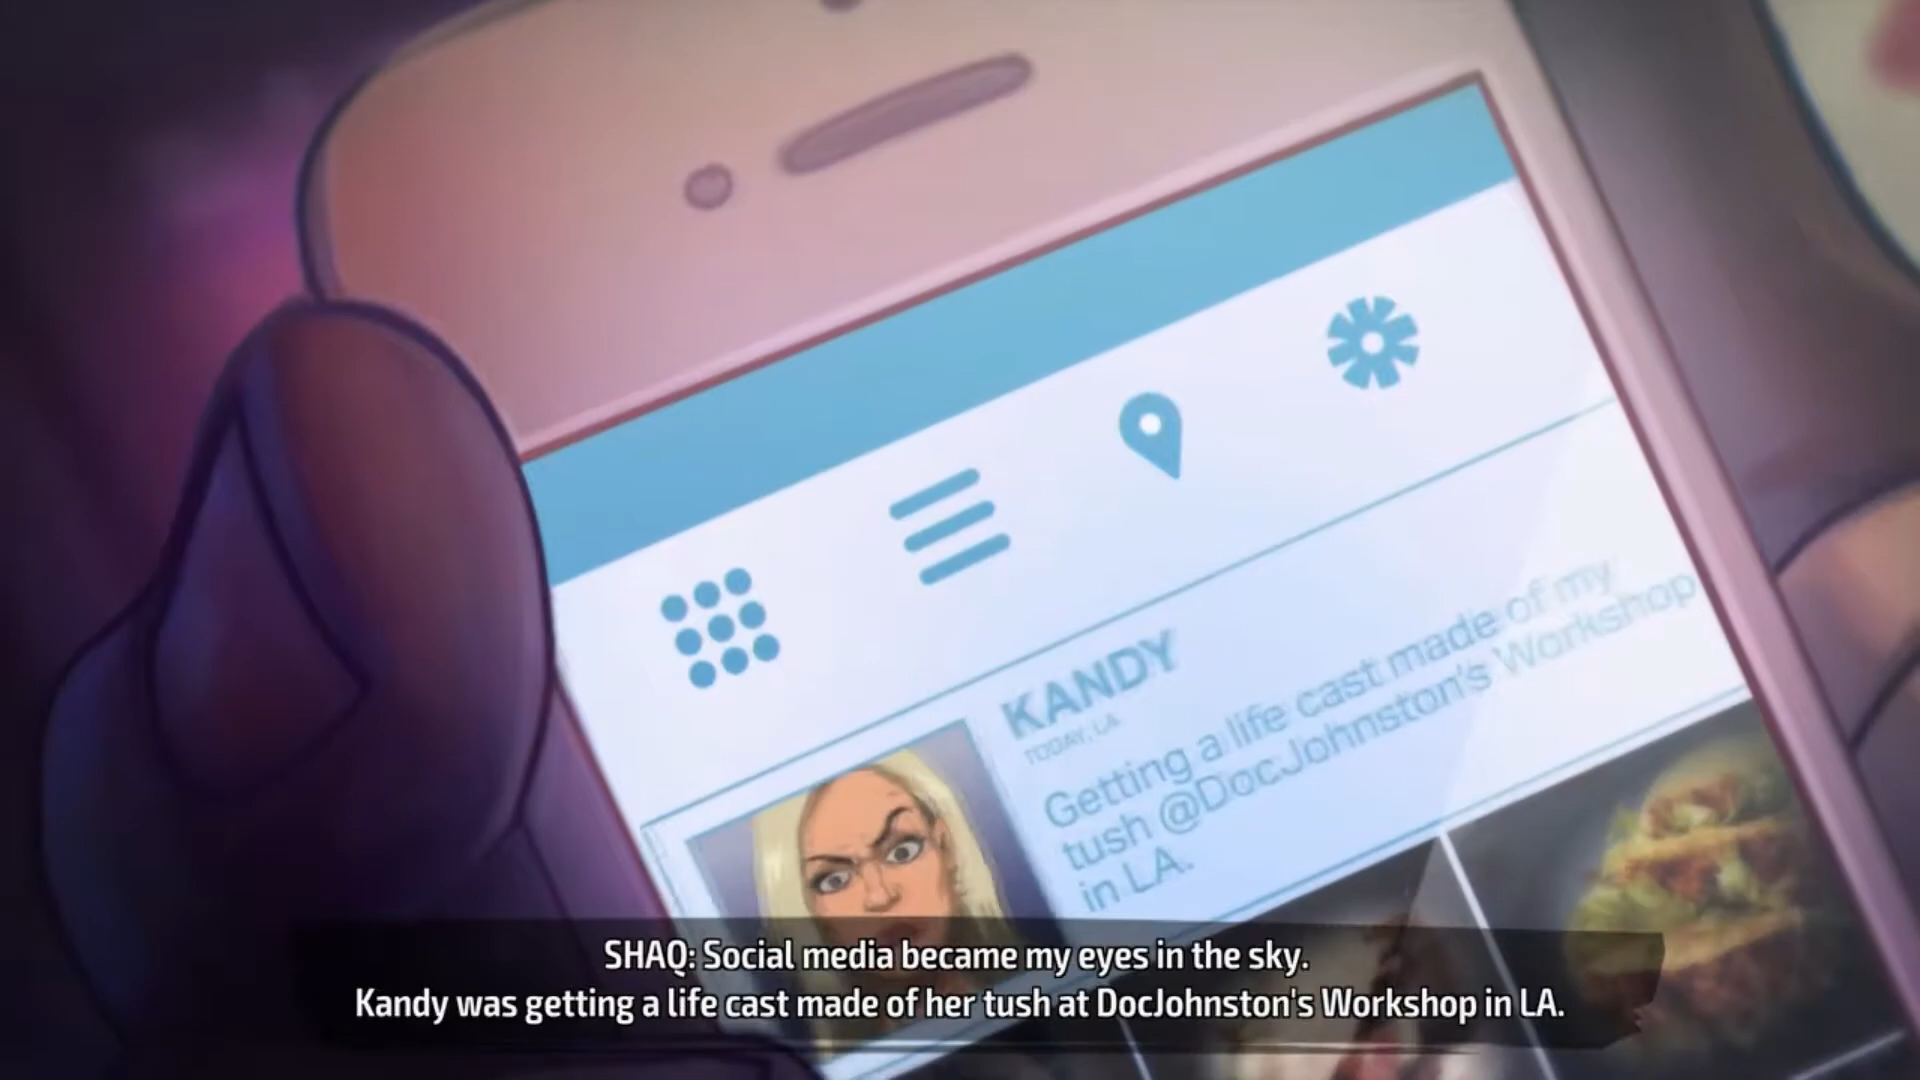 KANDY
TODAY, LA
Getting a life cast made of my
tush @DocJohnston's Workshop
in LA.
SHAQ: Social media became my eyes in the sky.
Kandy was getting a life cast made of her tush at DocJohnston's Workshop in LA.